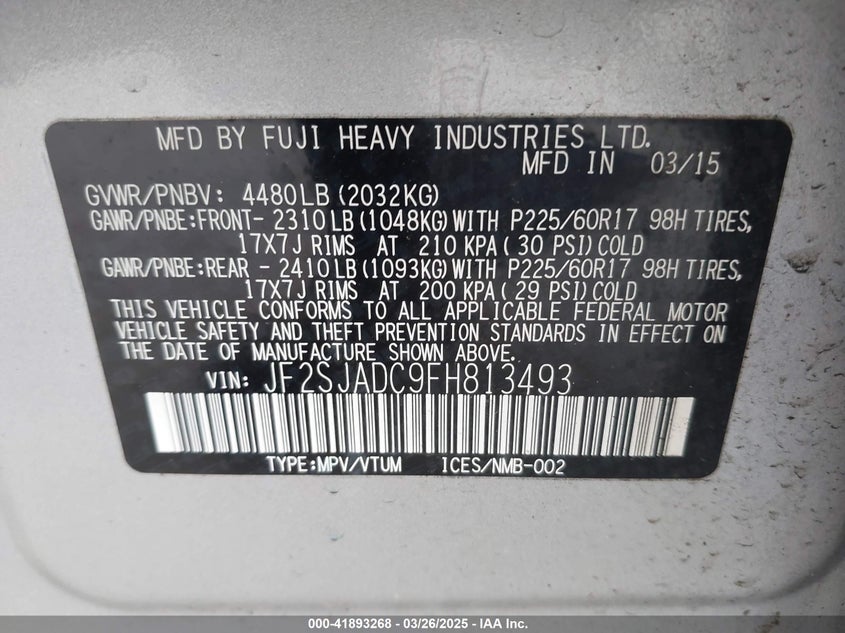 MFD BY FUJI HEAVY INDUSTRIES LTD.
MFD IN 03/15
GVWR/PNBV: 4480LB(2032KG)
GAWR/PNBE:FRONT- 2310LB(1048KG)WITH P225/60R17 98H TIRES,
17X7J RIMS AT 210 KPA( 30 PSI)COLD
GAWR/PNBE:REAR - 2410LB(1093KG)WITH P225/60R17 98H TIRES,
17X7J RIMS AT 200 KPA( 29 PSI)COLD
THIS VEHICLE CONFORMS TO ALL APPLICABLE FEDERAL MOTOR
VEHICLE SAFETY AND THEFT PREVENTION STANDARDS IN EFFECT ON
THE DATE OF MANUFACTURE SHOWN ABOVE.
VIN: JF2SJADC9FH813493
TYPE:MPV/VTUM ICES/NMB-002
000-41893268 - 03/26/2025 - IAA Inc.